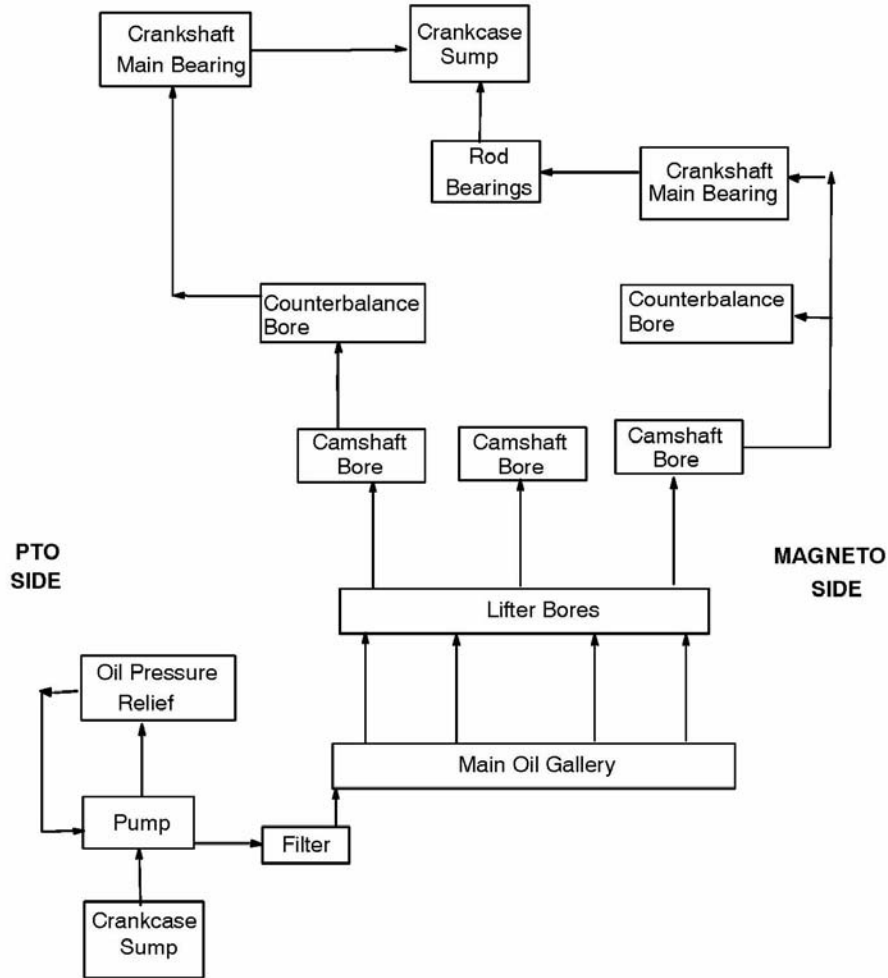 Crankshaft
Main Bearing
Crankcase
Sump
Rod
Bearings
Crankshaft
Main Bearing
Counterbalance
Bore
Counterbalance
Bore
Camshaft
Bore
Camshaft
Bore
Camshaft
Bore
PTO
SIDE
MAGNETO
SIDE
Lifter Bores
Oil Pressure
Relief
Main Oil Gallery
Pump
Filter
Crankcase
Sump